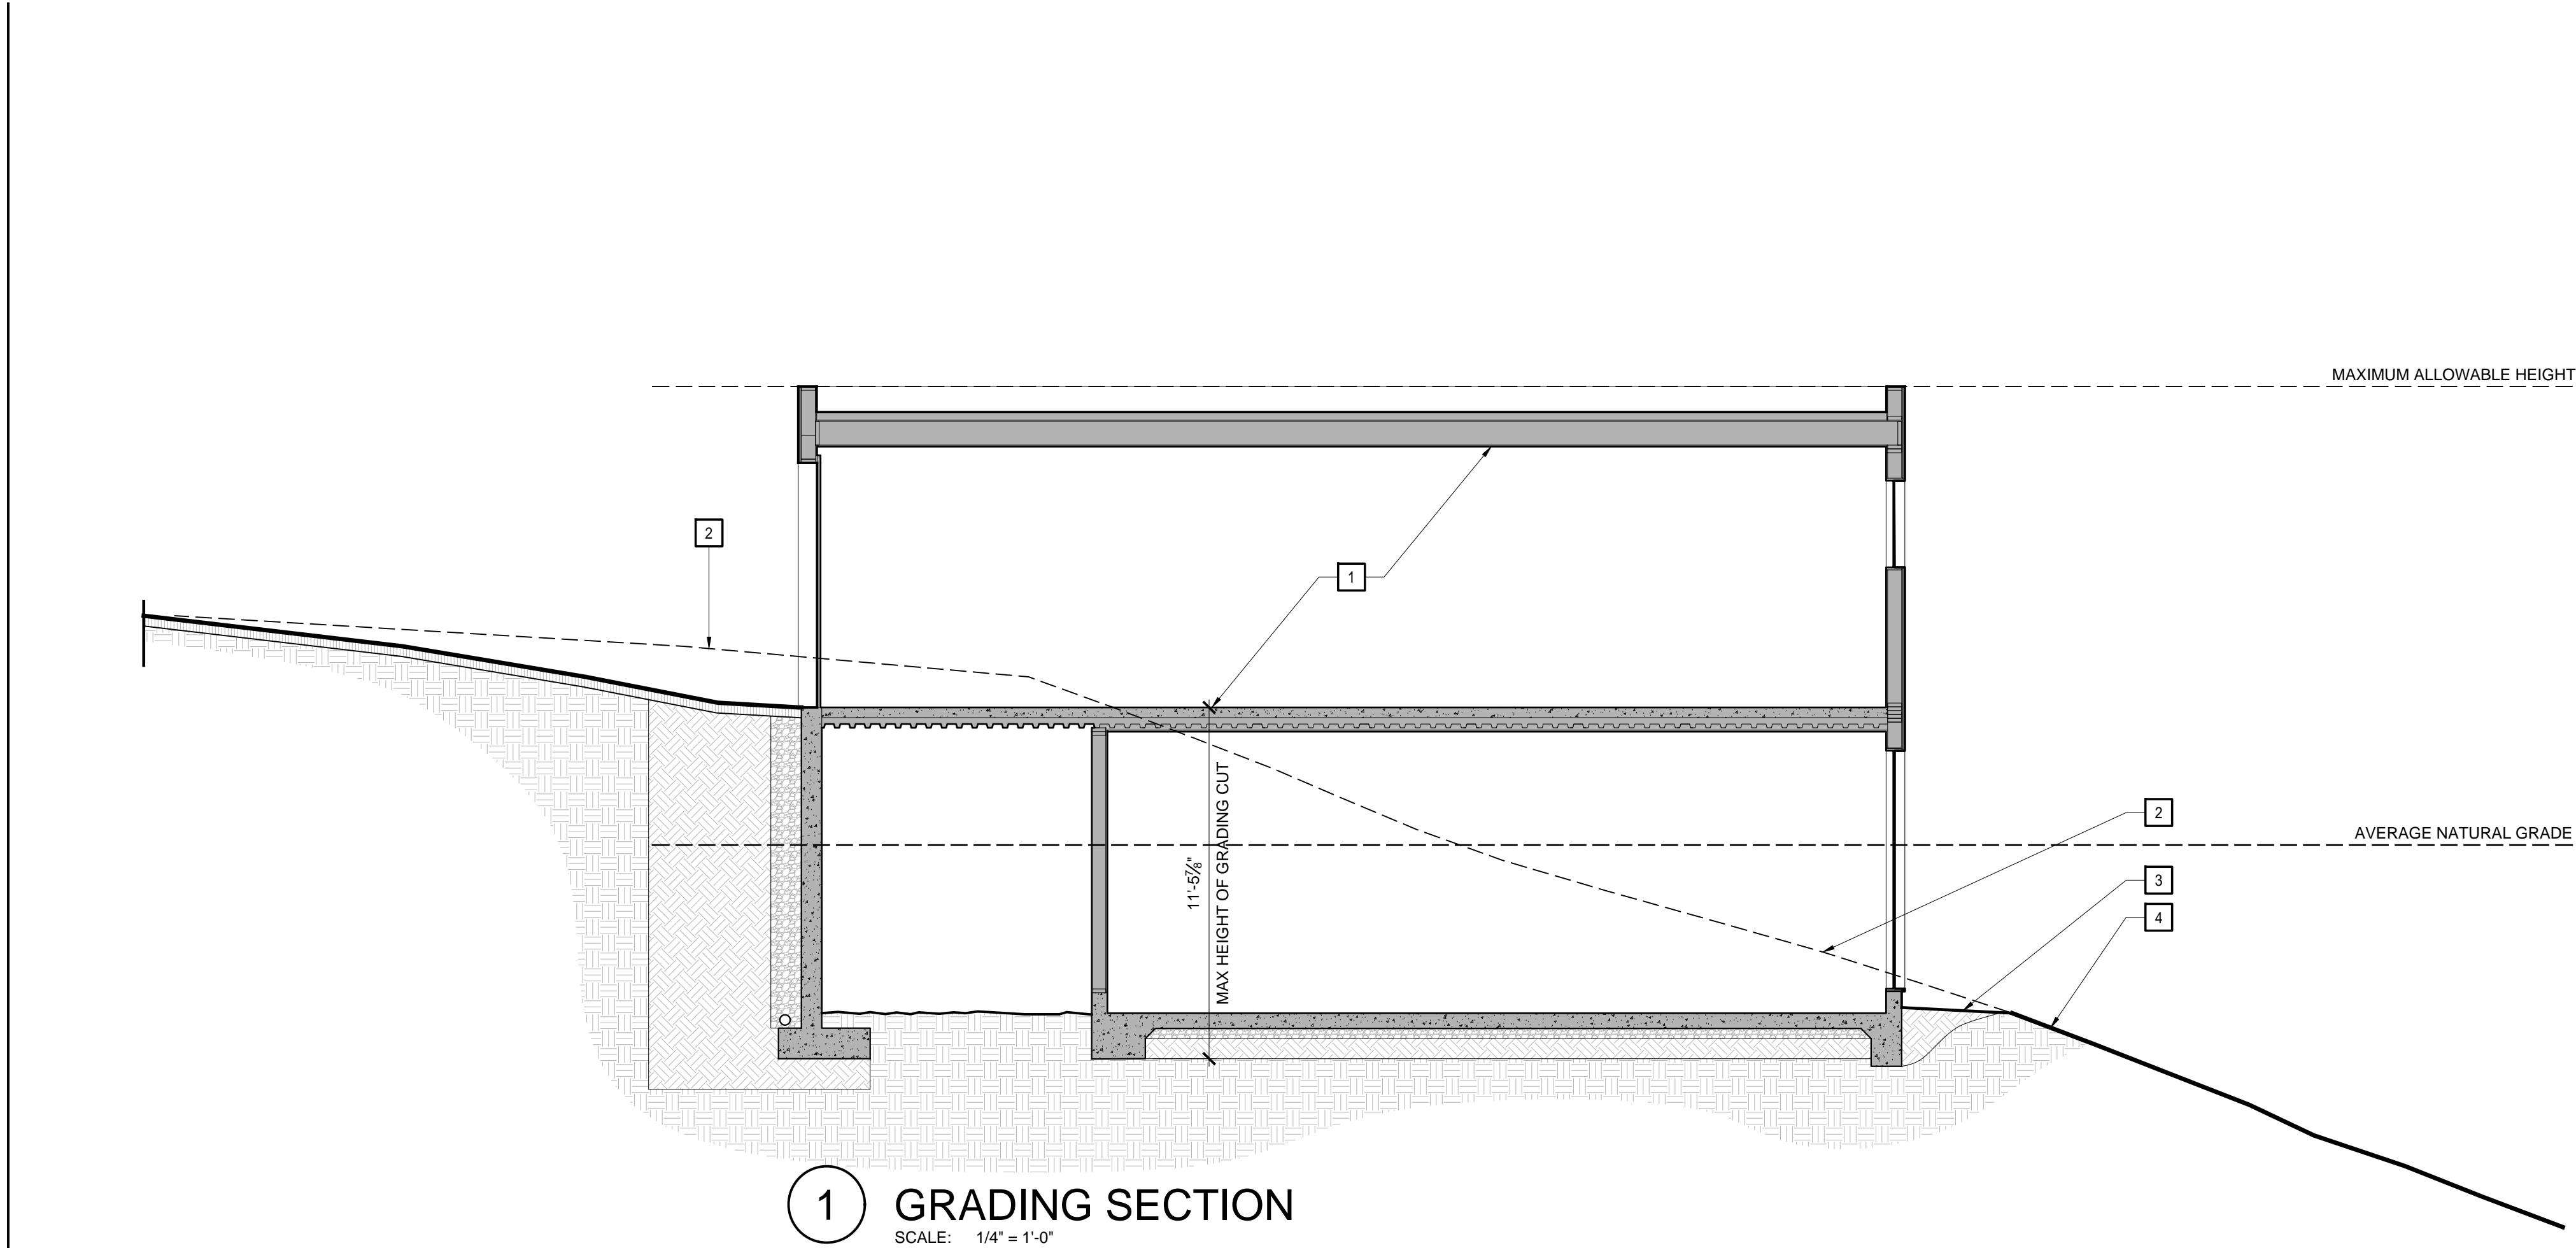 MAXIMUM ALLOWABLE HEIGHT
2
1
2
AVERAGE NATURAL GRADE
3
4
11'-5⅞"
MAX HEIGHT OF GRADING CUT
1
GRADING SECTION
SCALE: 1/4" = 1'-0"